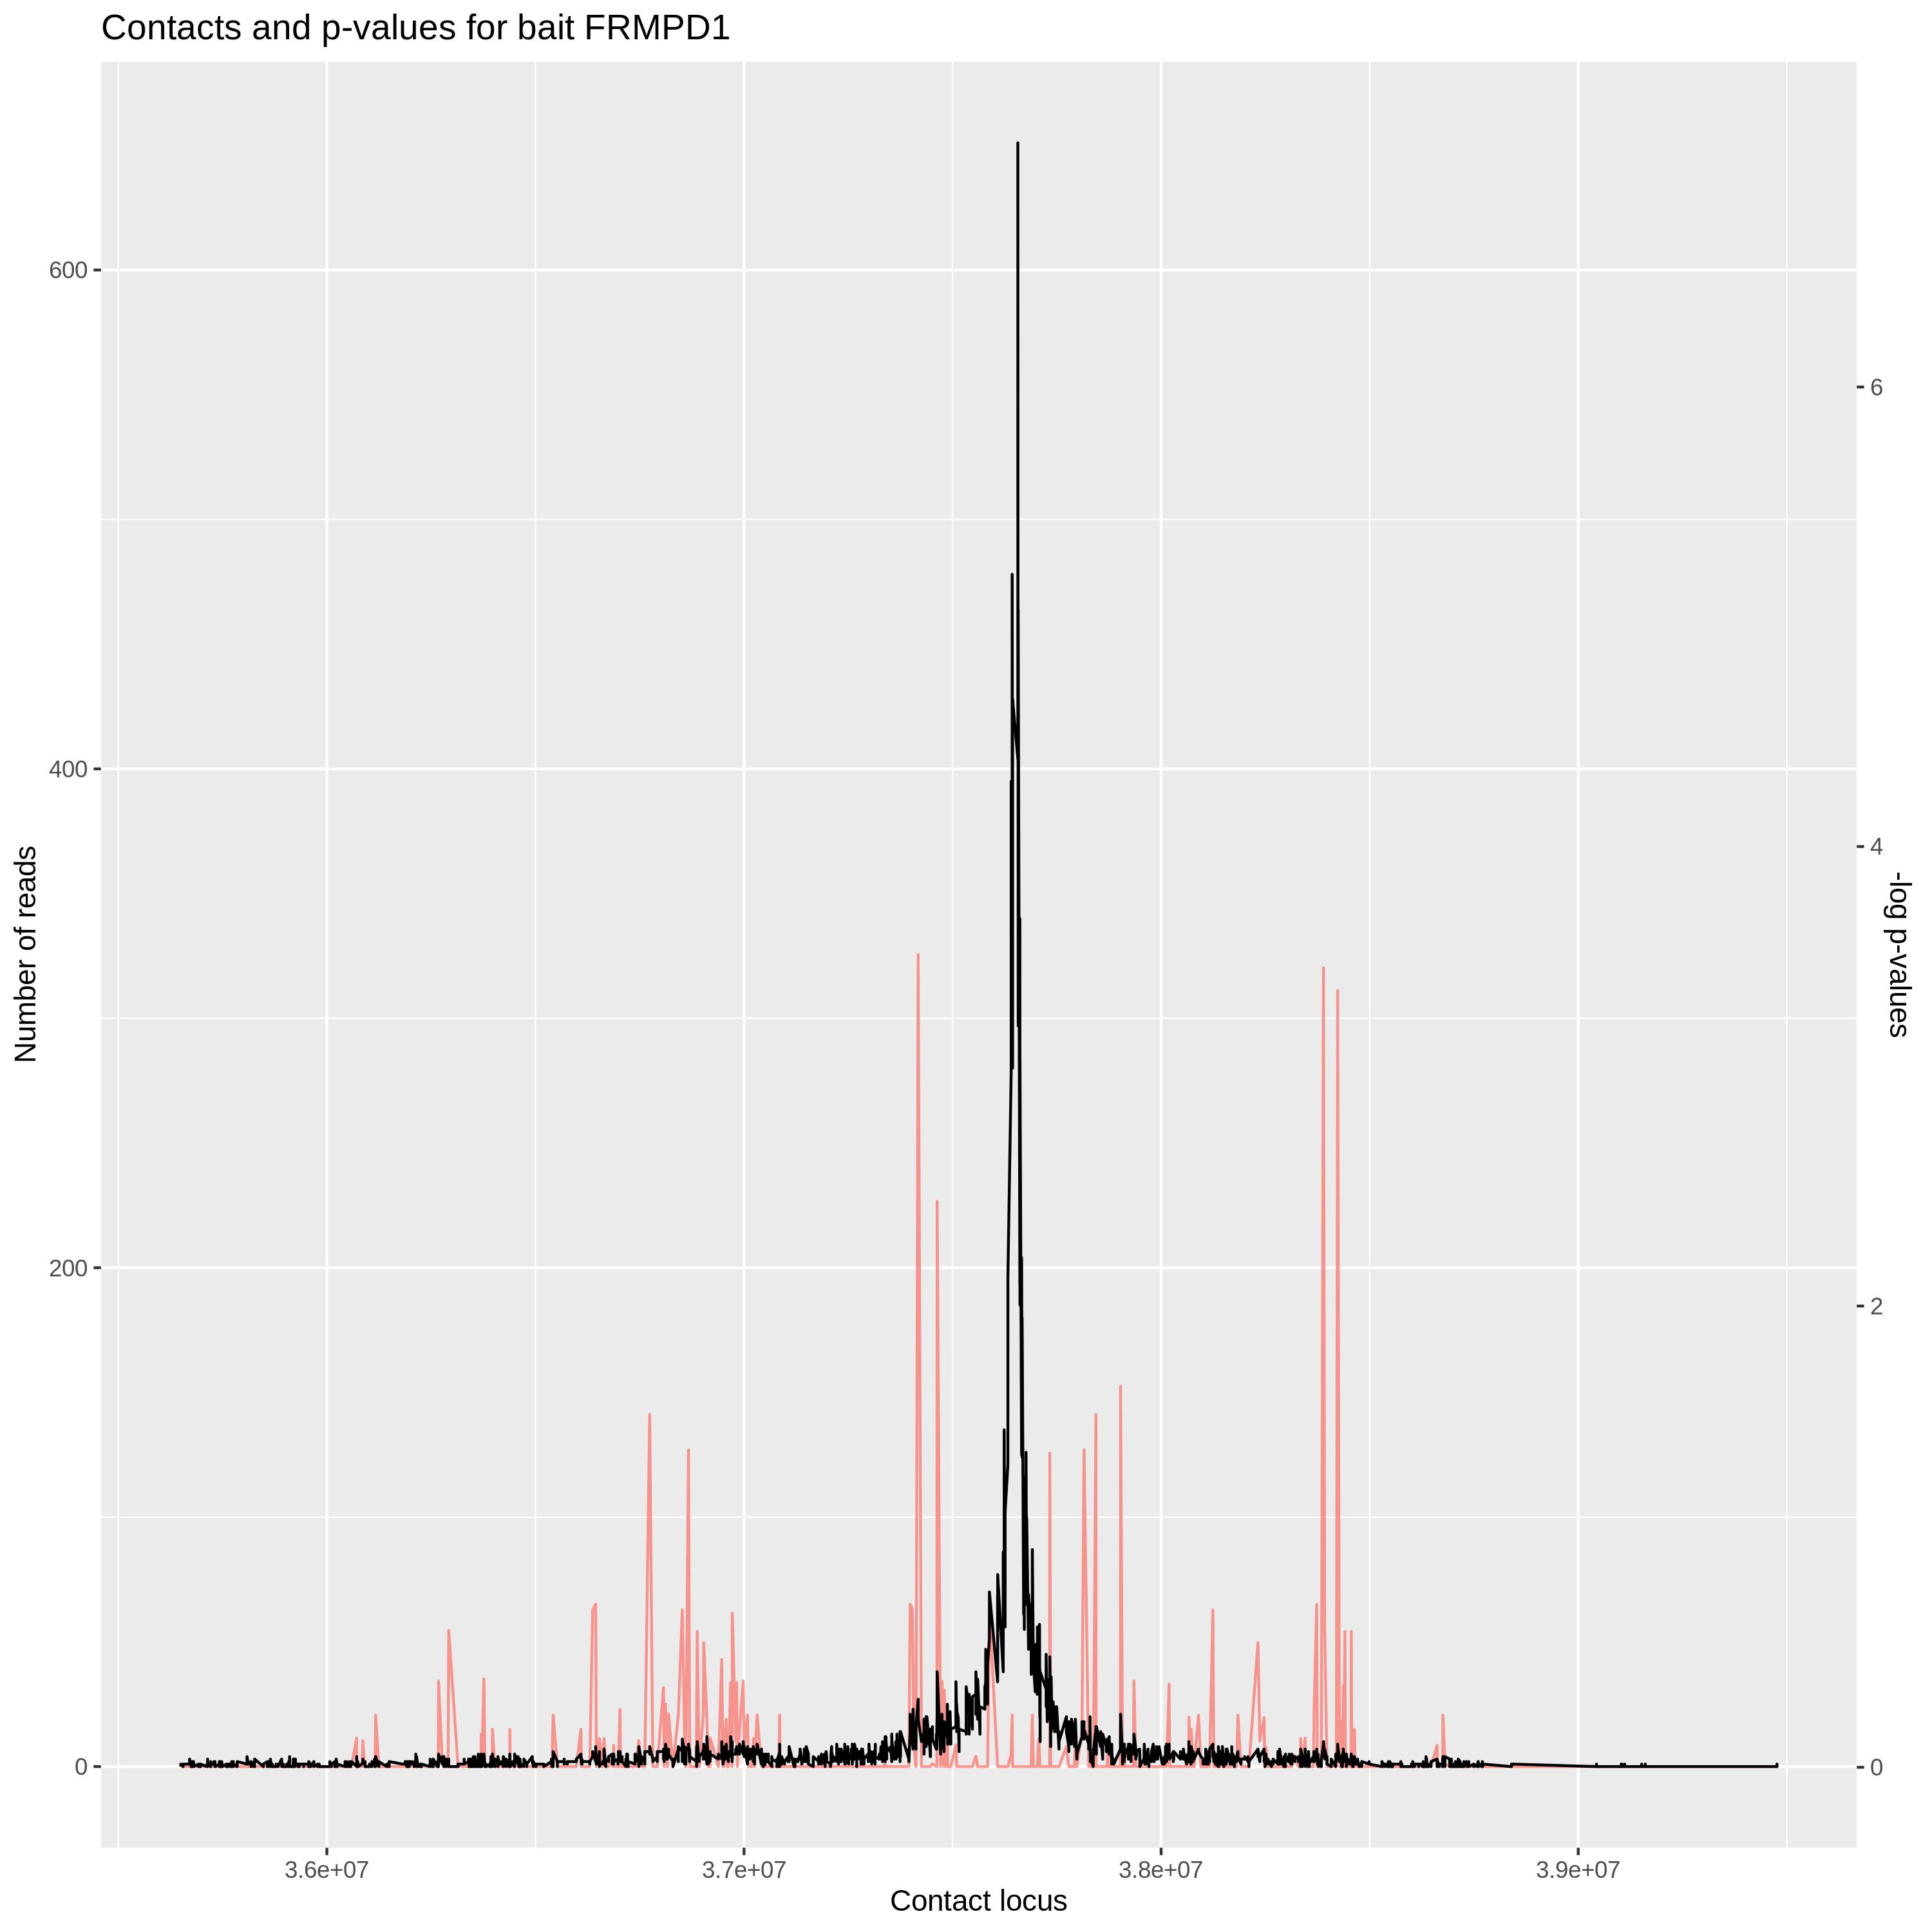 Contacts and p-values for bait FRMPD1
600
400
200
0
6
4
2
0
Number of reads
-log p-values
3.6e+07
3.7e+07
3.8e+07
3.9e+07
Contact locus